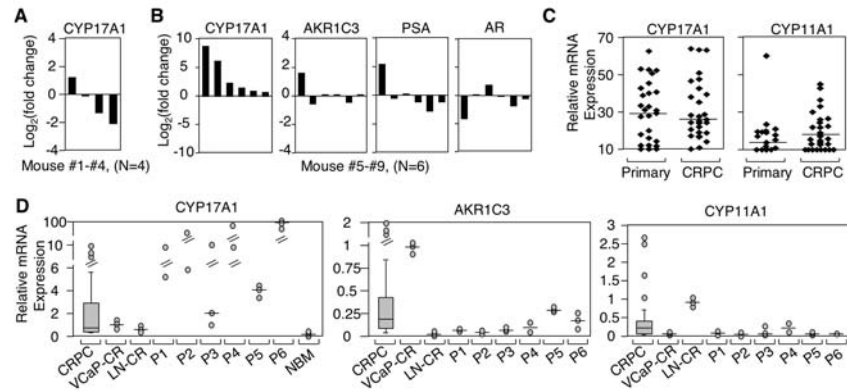 A
CYP17A1
Log2(fold change)
4
2
0
-2
-4
Mouse #1-#4, (N=4)
B
CYP17A1
AKR1C3
PSA
AR
Log2(fold change)
10
5
0
-5
-10
4
2
0
-2
-4
Mouse #5-#9, (N=6)
C
CYP17A1
CYP11A1
Relative mRNA
Expression
70
50
30
10
Primary
CRPC
Primary
CRPC
D
CYP17A1
Relative mRNA
Expression
100
10
6
4
2
0
CRPC
VCaP-CR
LN-CR
P1
P2
P3
P4
P5
P6
NBM
AKR1C3
2
1
0.75
0.25
0
CRPC
VCaP-CR
LN-CR
P1
P2
P3
P4
P5
P6
CYP11A1
3
2.5
2
1.5
1
0.5
0
CRPC
VCaP-CR
LN-CR
P1
P2
P3
P4
P5
P6